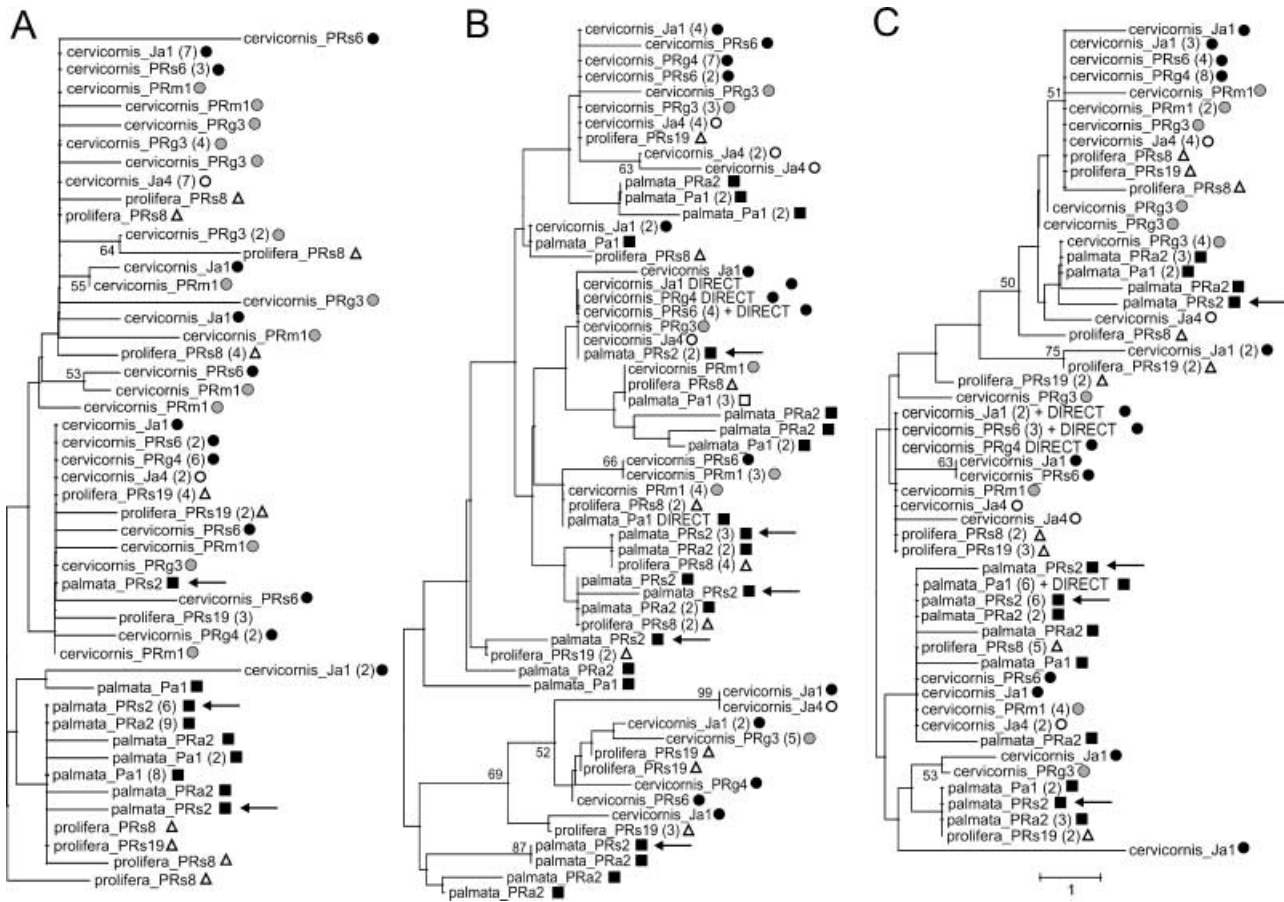 A
cervicornis_PRs6
cervicornis_Ja1 (7)
cervicornis_PRs6 (3)
cervicornis_PRm1
cervicornis_PRm1
cervicornis_PRg3
cervicornis_PRg3 (4)
cervicornis_PRg3
cervicornis_Ja4 (7)
prolifera_PRs8
prolifera_PRs8
cervicornis_PRg3 (2)
64
prolifera_PRs8
cervicornis_Ja1
55
cervicornis_PRm1
cervicornis_PRg3
cervicornis_Ja1
cervicornis_PRm1
prolifera_PRs8 (4)
cervicornis_PRs6
53
cervicornis_PRm1
cervicornis_PRm1
cervicornis_Ja1
cervicornis_PRs6 (2)
cervicornis_PRg4 (6)
cervicornis_Ja4 (2)
prolifera_PRs19 (4)
prolifera_PRs19 (2)
cervicornis_PRs6
cervicornis_PRm1
cervicornis_PRg3
palmata_PRs2
cervicornis_PRs6
prolifera_PRs19 (3)
cervicornis_PRg4 (2)
cervicornis_PRm1
cervicornis_Ja1 (2)
palmata_Pa1
palmata_PRs2 (6)
palmata_PRa2 (9)
palmata_PRa2
palmata_Pa1 (2)
palmata_Pa1 (8)
palmata_PRa2
palmata_PRs2
prolifera_PRs8
prolifera_PRs19
prolifera_PRs8
prolifera_PRs8
B
cervicornis_Ja1 (4)
cervicornis_PRs6
cervicornis_PRg4 (7)
cervicornis_PRs6 (2)
cervicornis_PRg3
cervicornis_PRg3 (3)
cervicornis_Ja4 (4)
prolifera_PRs19
cervicornis_Ja4 (2)
63
cervicornis_Ja4
palmata_PRa2
palmata_Pa1 (2)
palmata_Pa1 (2)
cervicornis_Ja1 (2)
palmata_Pa1
prolifera_PRs8
cervicornis_Ja1
cervicornis_Ja1 DIRECT
cervicornis_PRg4 DIRECT
cervicornis_PRs6 (4) + DIRECT
cervicornis_PRg3
cervicornis_Ja4
palmata_PRs2 (2)
cervicornis_PRm1
prolifera_PRs8
palmata_Pa1 (3)
palmata_PRa2
palmata_PRa2
palmata_Pa1 (2)
66
cervicornis_PRs6
cervicornis_PRm1 (3)
cervicornis_PRm1 (4)
prolifera_PRs8 (2)
palmata_Pa1 DIRECT
palmata_PRs2 (3)
palmata_PRa2 (2)
prolifera_PRs8 (4)
palmata_PRs2
palmata_PRs2
palmata_PRa2 (2)
prolifera_PRs8 (2)
palmata_PRs2
prolifera_PRs19 (2)
palmata_PRa2
palmata_Pa1
99
cervicornis_Ja1
cervicornis_Ja4
cervicornis_Ja1 (2)
cervicornis_PRg3 (5)
52
prolifera_PRs19
prolifera_PRs19
69
cervicornis_PRg4
cervicornis_PRs6
cervicornis_Ja1
prolifera_PRs19 (3)
87
palmata_PRs2
palmata_PRa2
palmata_PRa2
palmata_PRa2
C
cervicornis_Ja1
cervicornis_Ja1 (3)
cervicornis_PRs6 (4)
cervicornis_PRg4 (8)
51
cervicornis_PRm1
cervicornis_PRm1 (2)
cervicornis_PRg3
cervicornis_Ja4 (4)
prolifera_PRs8
prolifera_PRs19
prolifera_PRs8
cervicornis_PRg3
cervicornis_PRg3
cervicornis_PRg3 (4)
palmata_PRa2 (3)
palmata_Pa1 (2)
50
palmata_PRa2
palmata_PRs2
cervicornis_Ja4
prolifera_PRs8
75
cervicornis_Ja1 (2)
prolifera_PRs19 (2)
prolifera_PRs19 (2)
cervicornis_PRg3
cervicornis_Ja1 (2) + DIRECT
cervicornis_PRs6 (3) + DIRECT
cervicornis_PRg4 DIRECT
63
cervicornis_Ja1
cervicornis_PRs6
cervicornis_PRm1
cervicornis_Ja4
cervicornis_Ja4
prolifera_PRs8 (2)
prolifera_PRs19 (3)
palmata_PRs2
palmata_Pa1 (6) + DIRECT
palmata_PRs2 (6)
palmata_PRa2 (2)
palmata_PRa2
prolifera_PRs8 (5)
palmata_Pa1
cervicornis_PRs6
cervicornis_Ja1
cervicornis_PRm1 (4)
cervicornis_Ja4 (2)
palmata_PRa2
cervicornis_Ja1
53
cervicornis_PRg3
palmata_Pa1 (2)
palmata_PRs2
palmata_PRa2 (3)
prolifera_PRs19 (2)
cervicornis_Ja1
1